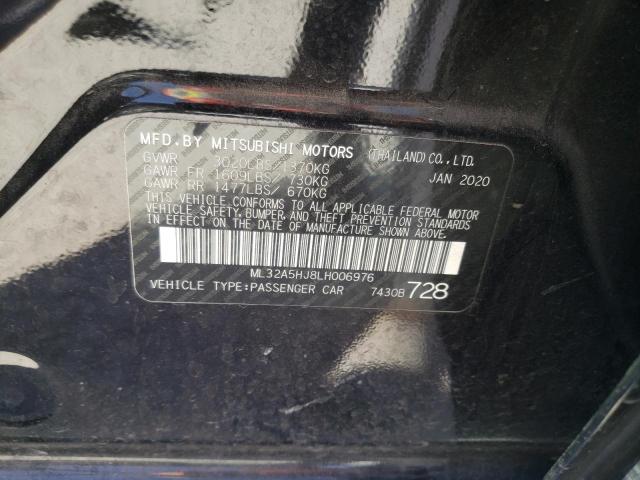 MFD.BY MITSUBISHI MOTORS (THAILAND)CO.,LTD.
GVWR 3020LBS/1370KG JAN 2020
GAWR FR 1609LBS/ 730KG
GAWR RR 1477LBS/ 670KG
THIS VEHICLE CONFORMS TO ALL APPLICABLE FEDERAL MOTOR
VEHICLE SAFETY,BUMPER,AND THEFT PREVENTION STANDARDS
IN EFFECT ON THE DATE OF MANUFACTURE SHOWN ABOVE.
ML32A5HJ8LH006976
VEHICLE TYPE:PASSENGER CAR 7430B 728